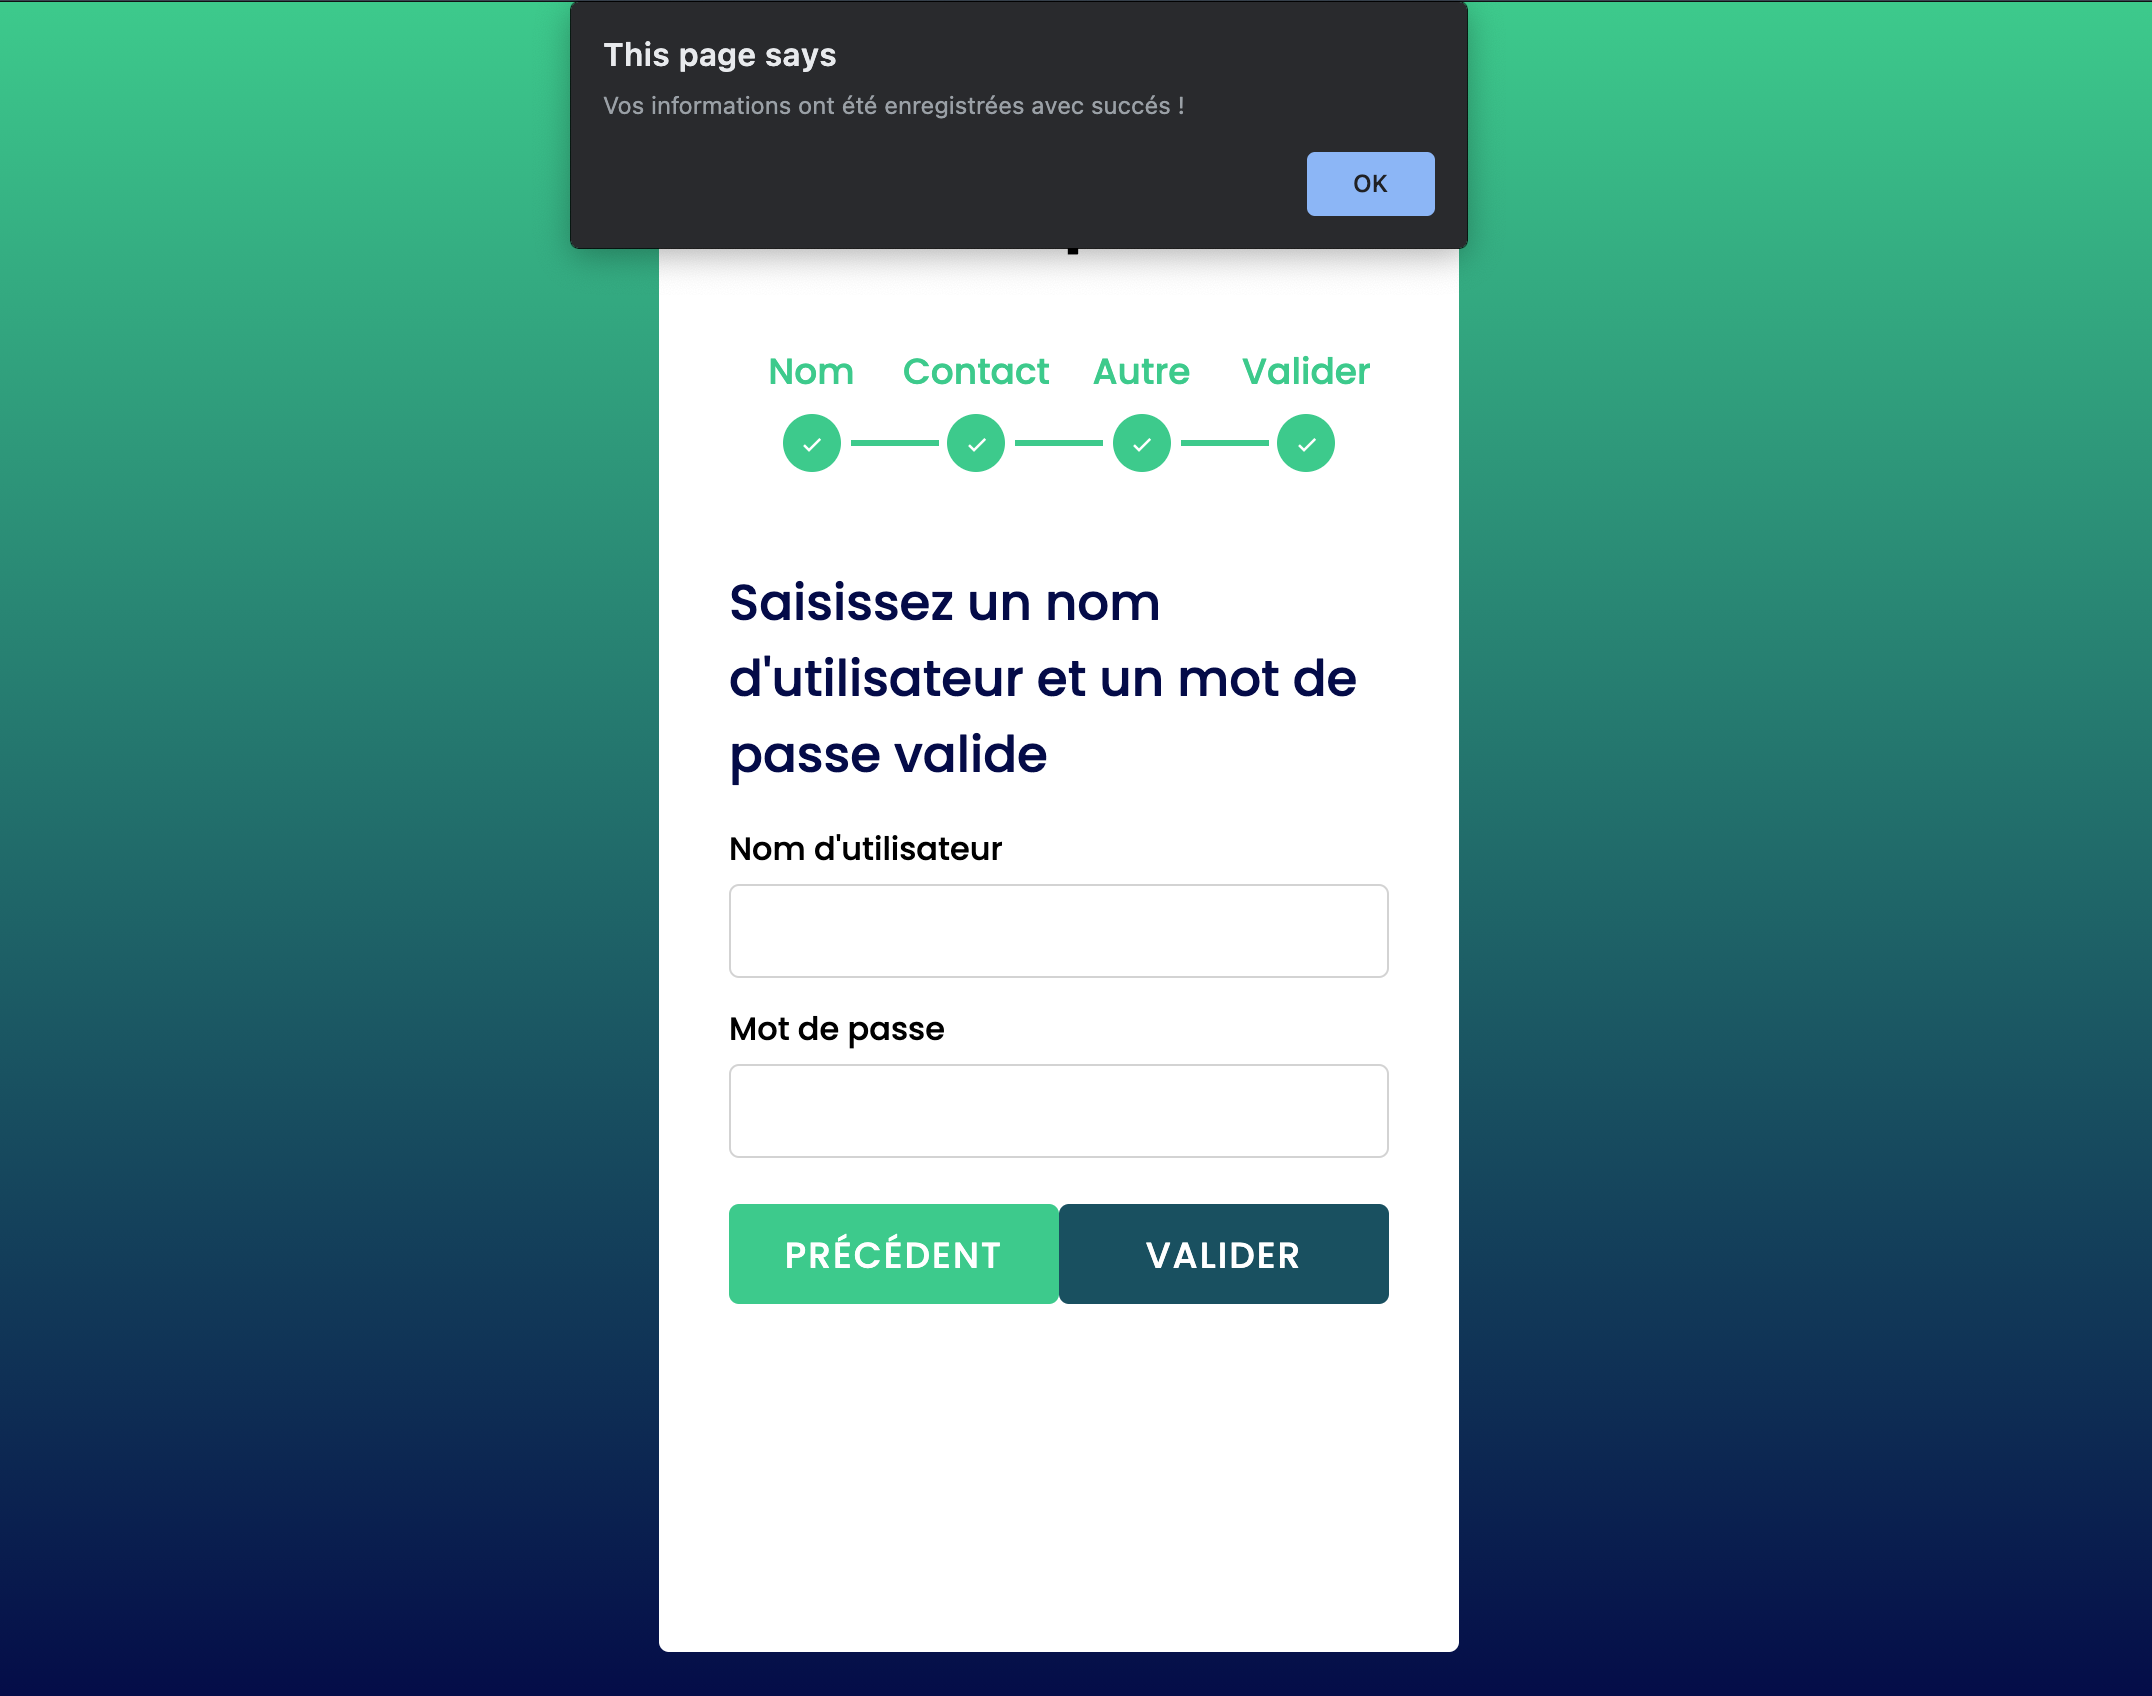 This page says
Vos informations ont été enregistrées avec succés !
OK
Nom Contact Autre Valider
Saisissez un nom
d'utilisateur et un mot de
passe valide
Nom d'utilisateur
Mot de passe
PRÉCÉDENT VALIDER